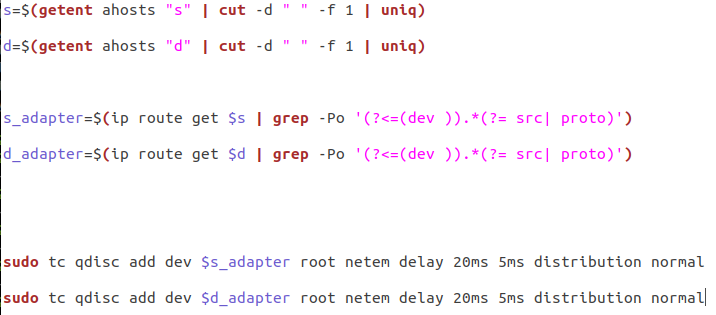 s=$(getent ahosts "s" | cut -d " " -f 1 | uniq)
d=$(getent ahosts "d" | cut -d " " -f 1 | uniq)
s_adapter=$(ip route get $s | grep -Po '(?<=(dev )).*(?= src| proto)')
d_adapter=$(ip route get $d | grep -Po '(?<=(dev )).*(?= src| proto)')
sudo tc qdisc add dev $s_adapter root netem delay 20ms 5ms distribution normal
sudo tc qdisc add dev $d_adapter root netem delay 20ms 5ms distribution normal